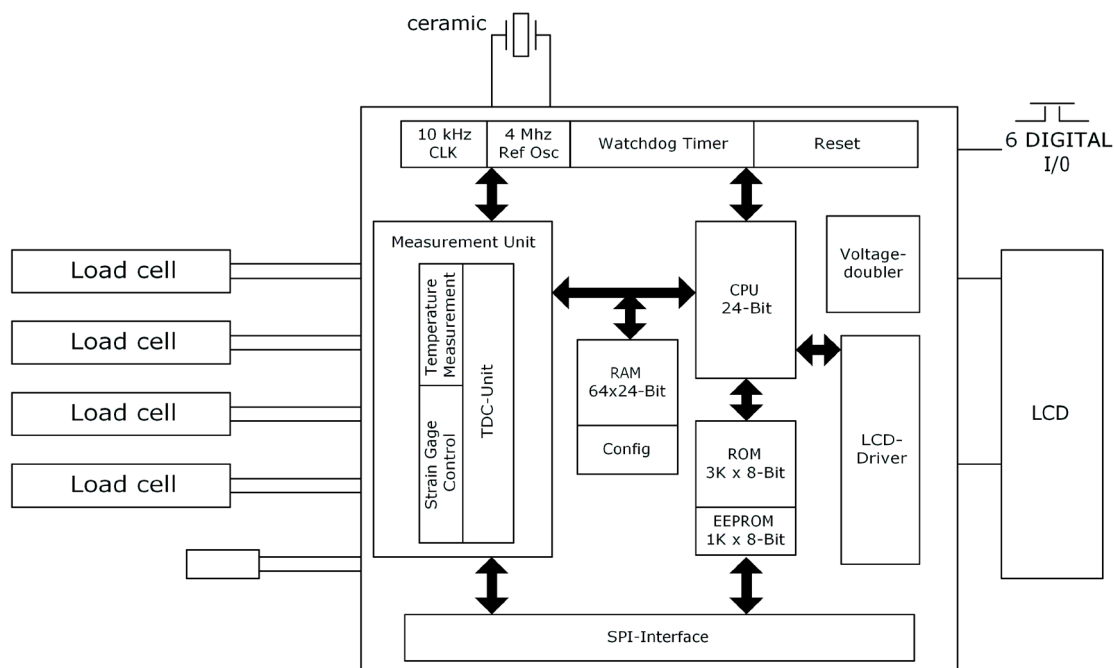 ceramic
10 kHz
CLK
4 Mhz
Ref Osc
Watchdog Timer
Reset
6 DIGITAL
I/0
Measurement Unit
Temperature
Measurement
Strain Gage
Control
TDC-Unit
Load cell
Load cell
Load cell
Load cell
CPU
24-Bit
Voltage-
doubler
RAM
64x24-Bit
Config
ROM
3K x 8-Bit
EEPROM
1K x 8-Bit
LCD-
Driver
LCD
SPI-Interface